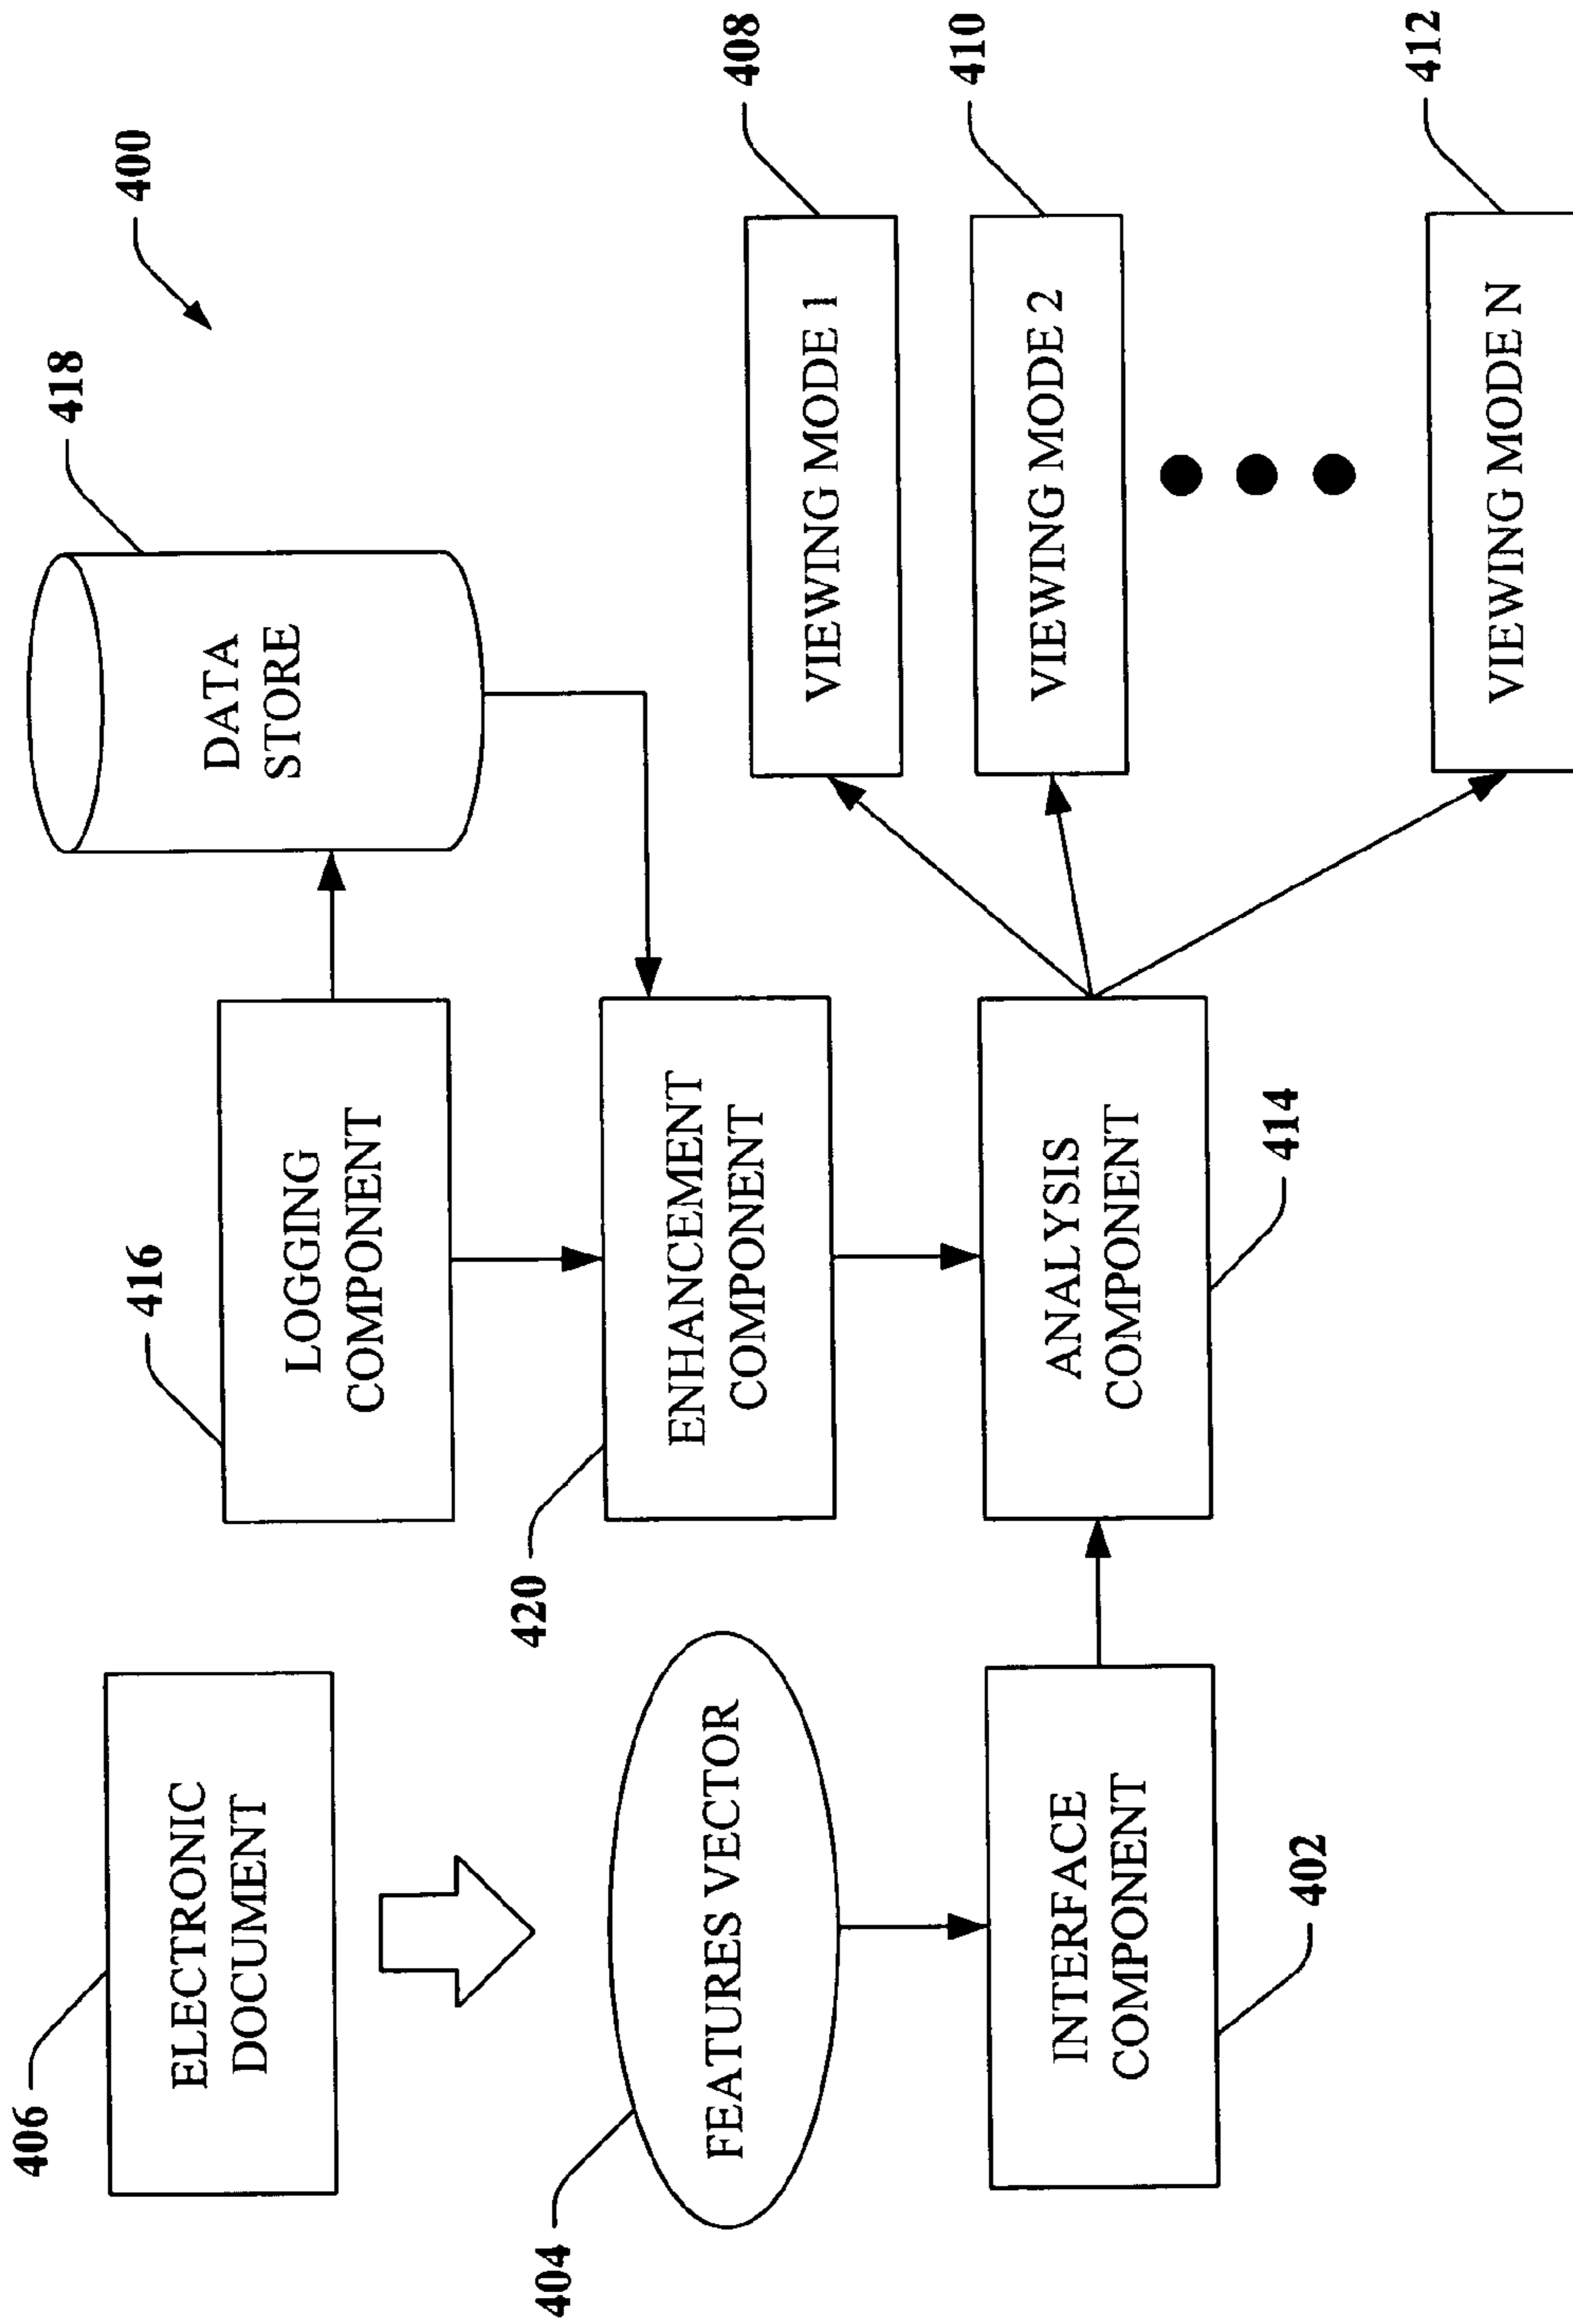 400
406
ELECTRONIC
DOCUMENT
416
LOGGING
COMPONENT
418
DATA
STORE
404
FEATURES VECTOR
420
ENHANCEMENT
COMPONENT
408
VIEWING MODE 1
410
VIEWING MODE 2
INTERFACE
COMPONENT
402
ANALYSIS
COMPONENT
414
412
VIEWING MODE N